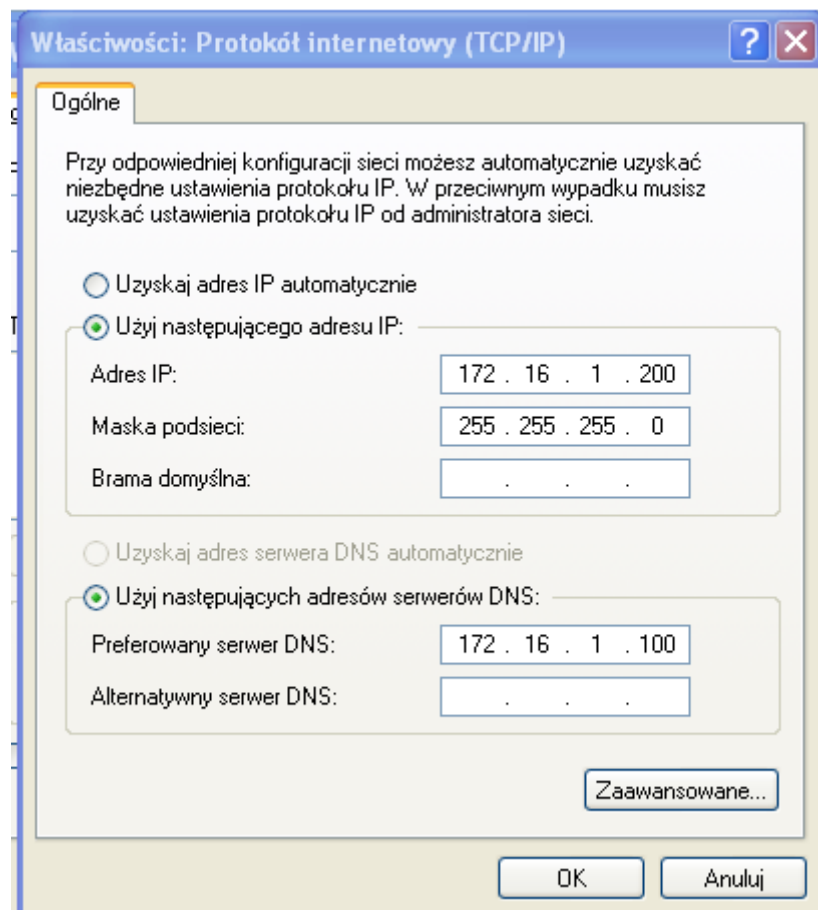 Właściwości: Protokół internetowy (TCP/IP)
Ogólne
Przy odpowiedniej konfiguracji sieci możesz automatycznie uzyskać
niezbędne ustawienia protokołu IP. W przeciwnym wypadku musisz
uzyskać ustawienia protokołu IP od administratora sieci.
Uzyskaj adres IP automatycznie
Użyj następującego adresu IP:
Adres IP: 172 . 16 . 1 . 200
Maska podsieci: 255 . 255 . 255 . 0
Brama domyślna: . . .
Uzyskaj adres serwera DNS automatycznie
Użyj następujących adresów serwerów DNS:
Preferowany serwer DNS: 172 . 16 . 1 . 100
Alternatywny serwer DNS: . . .
Zaawansowane...
OK Anuluj